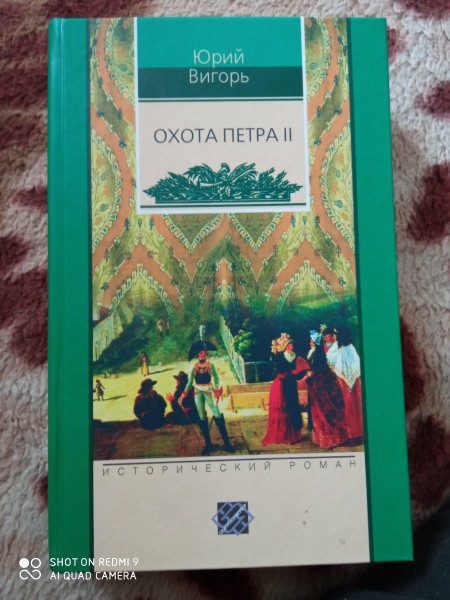 Юрий
Вигорь
ОХОТА ПЕТРА II
ИСТОРИЧЕСКИЙ РОМАН
SHOT ON REDMI 9
AI QUAD CAMERA